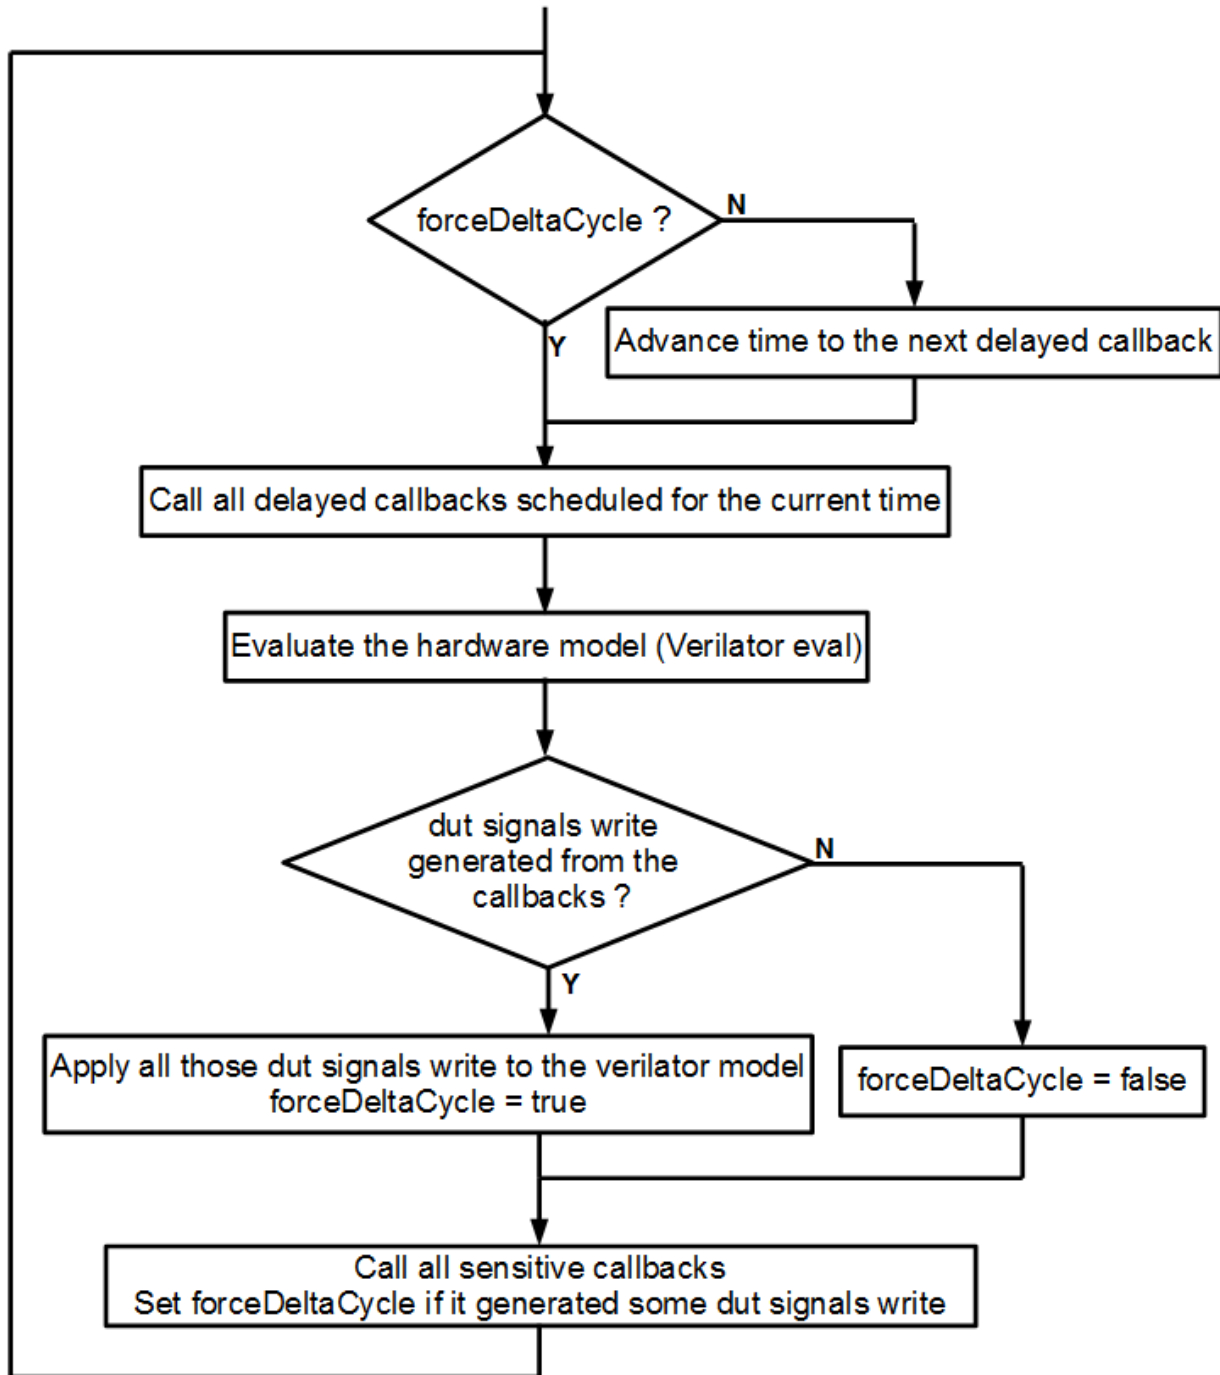 forceDeltaCycle ?
N
Advance time to the next delayed callback
Y
Call all delayed callbacks scheduled for the current time
Evaluate the hardware model (Verilator eval)
dut signals write
generated from the
callbacks ?
N
Y
Apply all those dut signals write to the verilator model
forceDeltaCycle = true
forceDeltaCycle = false
Call all sensitive callbacks
Set forceDeltaCycle if it generated some dut signals write